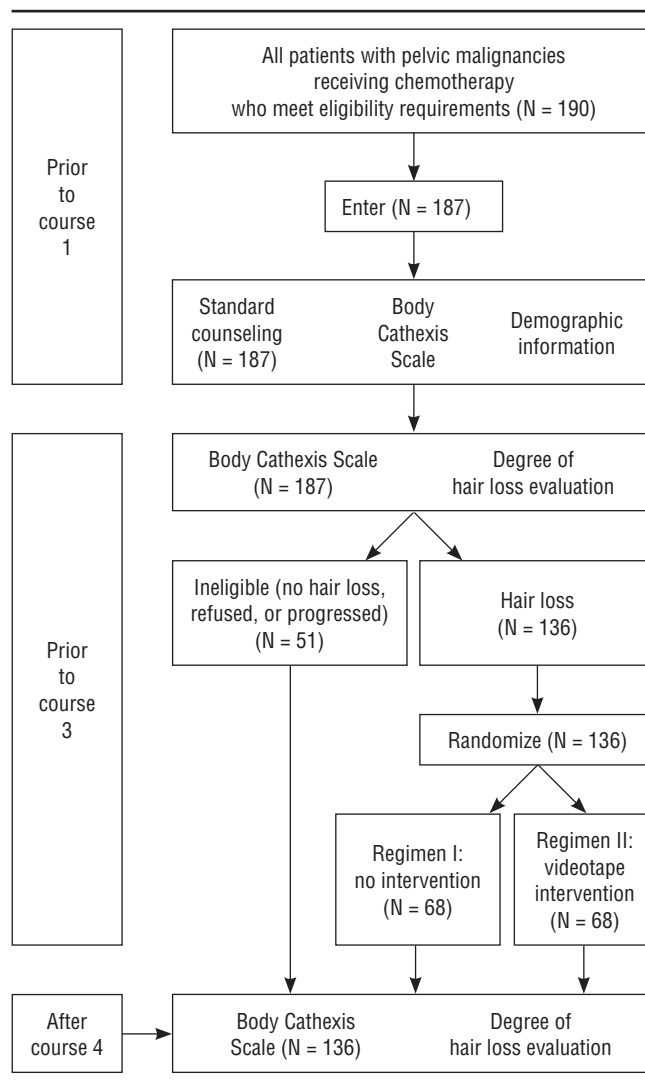 All patients with pelvic malignancies
receiving chemotherapy
who meet eligibility requirements (N = 190)
Prior
to
course
1
Enter (N = 187)
Standard
counseling
(N = 187)
Body
Cathexis
Scale
Demographic
information
Body Cathexis Scale
(N = 187)
Degree of
hair loss evaluation
Prior
to
course
3
Ineligible (no hair loss,
refused, or progressed)
(N = 51)
Hair loss
(N = 136)
Randomize (N = 136)
Regimen I:
no intervention
(N = 68)
Regimen II:
videotape
intervention
(N = 68)
After
course 4
Body Cathexis
Scale (N = 136)
Degree of
hair loss evaluation